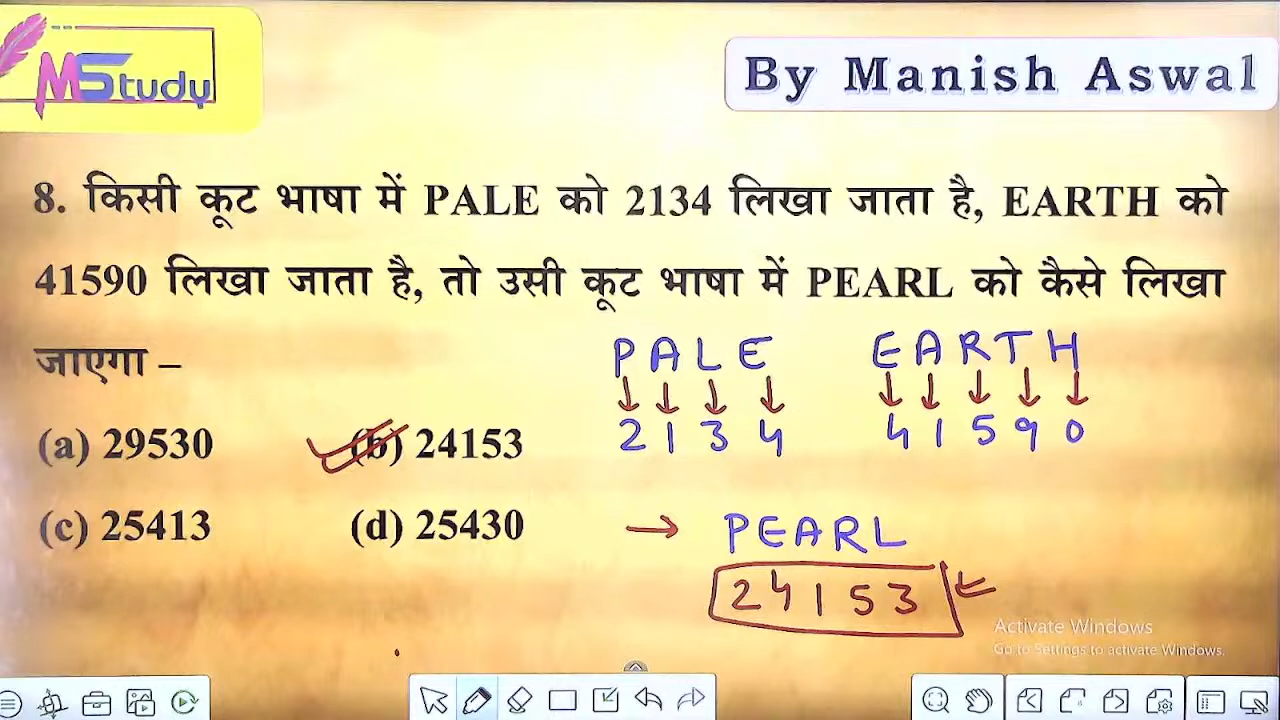 MStudy
By Manish Aswal
8. किसी कूट भाषा में PALE को 2134 लिखा जाता है, EARTH को
41590 लिखा जाता है, तो उसी कूट भाषा में PEARL को कैसे लिखा
जाएगा –
PALE EARTH
2134 41590
(a) 29530 (b) 24153
(c) 25413 (d) 25430
→ PEARL
24153
Activate Windows
Go to Settings to activate Windows.